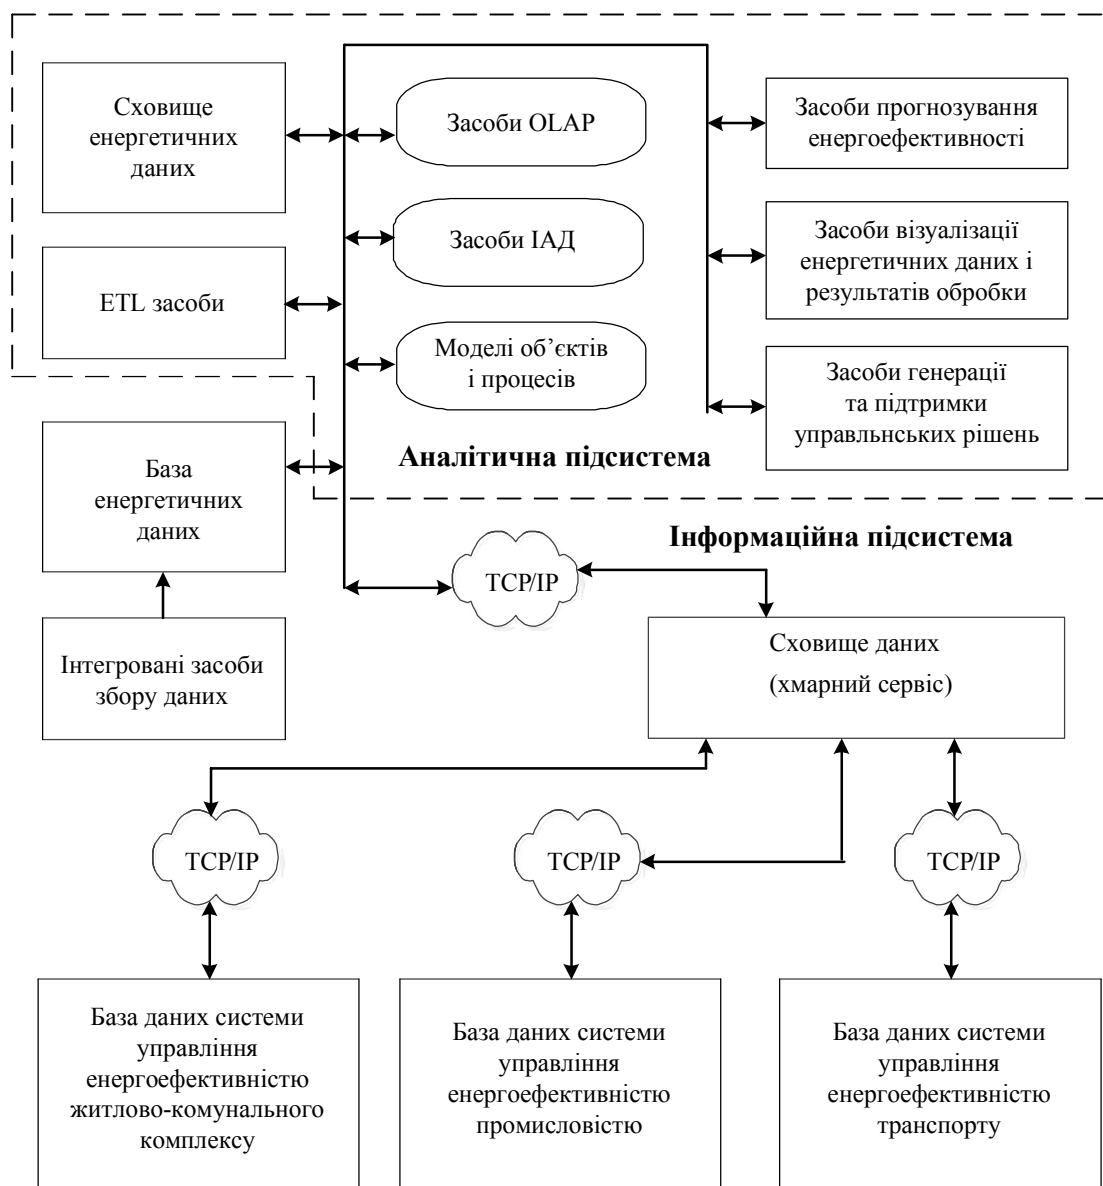 Сховище
енергетичних
даних
Засоби OLAP
Засоби прогнозування
енергоефективності
ETL засоби
Засоби ІАД
Засоби візуалізації
енергетичних даних і
результатів обробки
Моделі об’єктів
і процесів
Засоби генерації
та підтримки
управльнських рішень
Аналітична підсистема
База
енергетичних
даних
Інформаційна підсистема
TCP/IP
Інтегровані засоби
збору даних
Сховище даних
(хмарний сервіс)
TCP/IP
TCP/IP
TCP/IP
База даних системи
управління
енергоефективністю
житлово-комунального
комплексу
База даних системи
управління
енергоефективністю
промисловістю
База даних системи
управління
енергоефективністю
транспорту